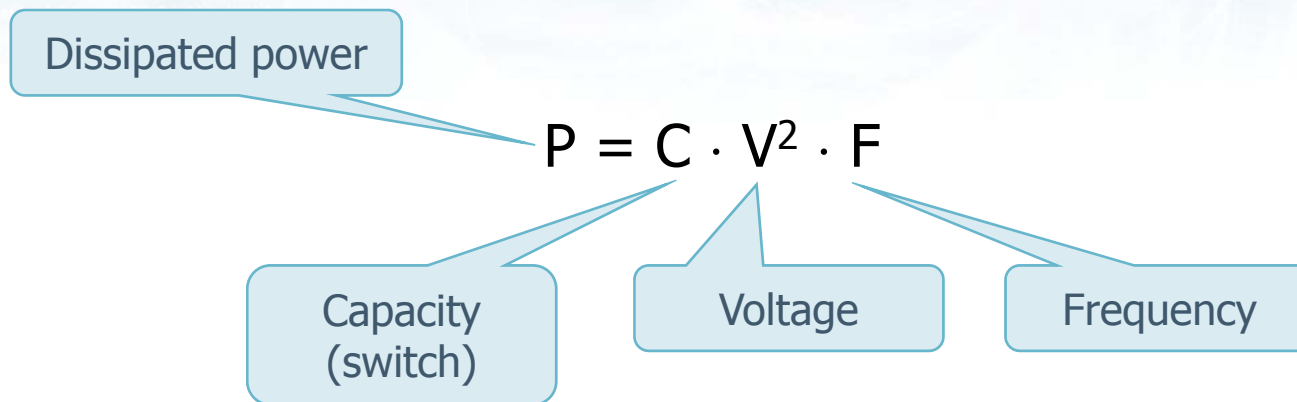 Dissipated power
P = C · V² · F
Capacity
(switch)
Voltage
Frequency